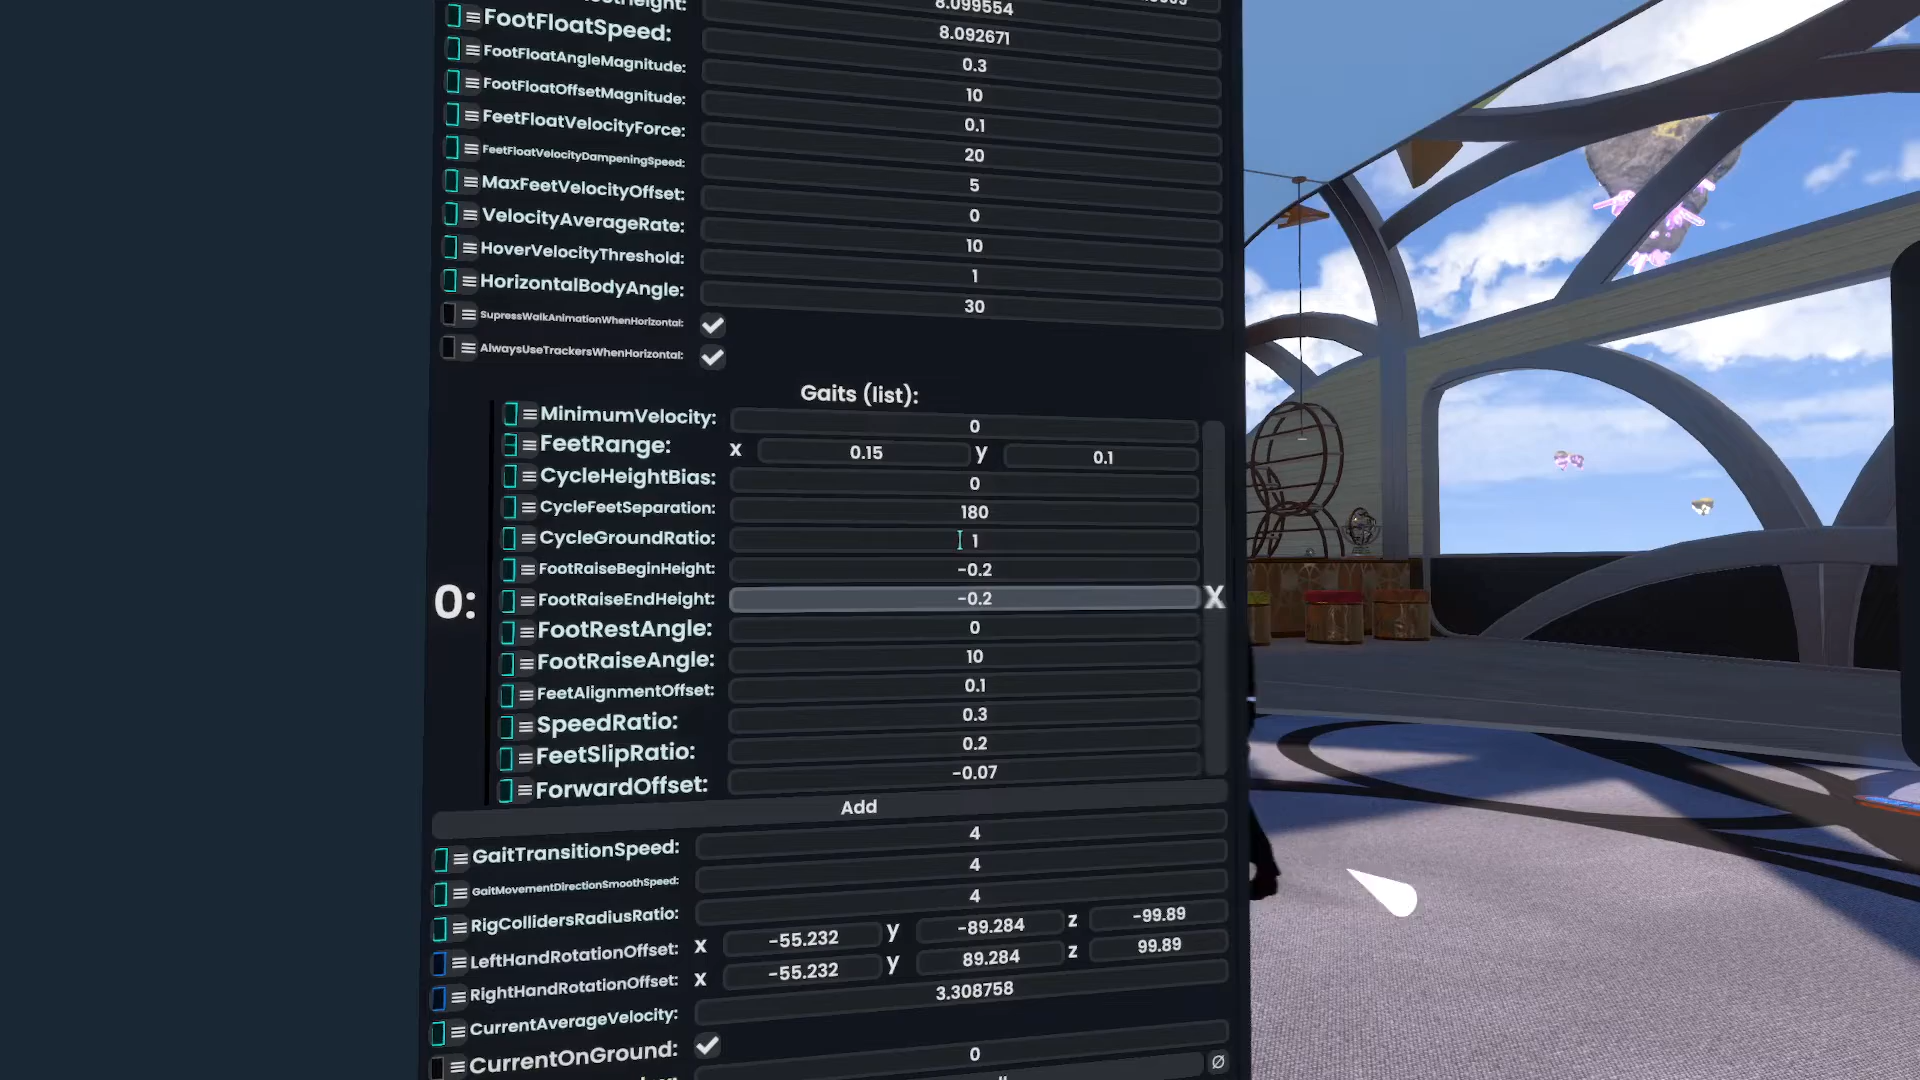 8.099554
FootFloatSpeed: 8.092671
FootFloatAngleMagnitude: 0.3
FootFloatOffsetMagnitude: 10
FeetFloatVelocityForce: 0.1
FeetFloatVelocityDampeningSpeed: 20
MaxFeetVelocityOffset: 5
VelocityAverageRate: 0
HoverVelocityThreshold: 10
HorizontalBodyAngle: 1
30
SupressWalkAnimationWhenHorizontal:
AlwaysUseTrackersWhenHorizontal:
Gaits (list):
MinimumVelocity: 0
FeetRange: x 0.15 y 0.1
CycleHeightBias: 0
CycleFeetSeparation: 180
CycleGroundRatio: 1
FootRaiseBeginHeight: -0.2
0: FootRaiseEndHeight: -0.2 X
FootRestAngle: 0
FootRaiseAngle: 10
FeetAlignmentOffset: 0.1
SpeedRatio: 0.3
FeetSlipRatio: 0.2
ForwardOffset: -0.07
Add
GaitTransitionSpeed: 4
GaitMovementDirectionSmoothSpeed: 4
RigCollidersRadiusRatio: 4
LeftHandRotationOffset: x -55.232 y -89.284 z -99.89
RightHandRotationOffset: x -55.232 y 89.284 z 99.89
CurrentAverageVelocity: 3.308758
CurrentOnGround:
0
Ø